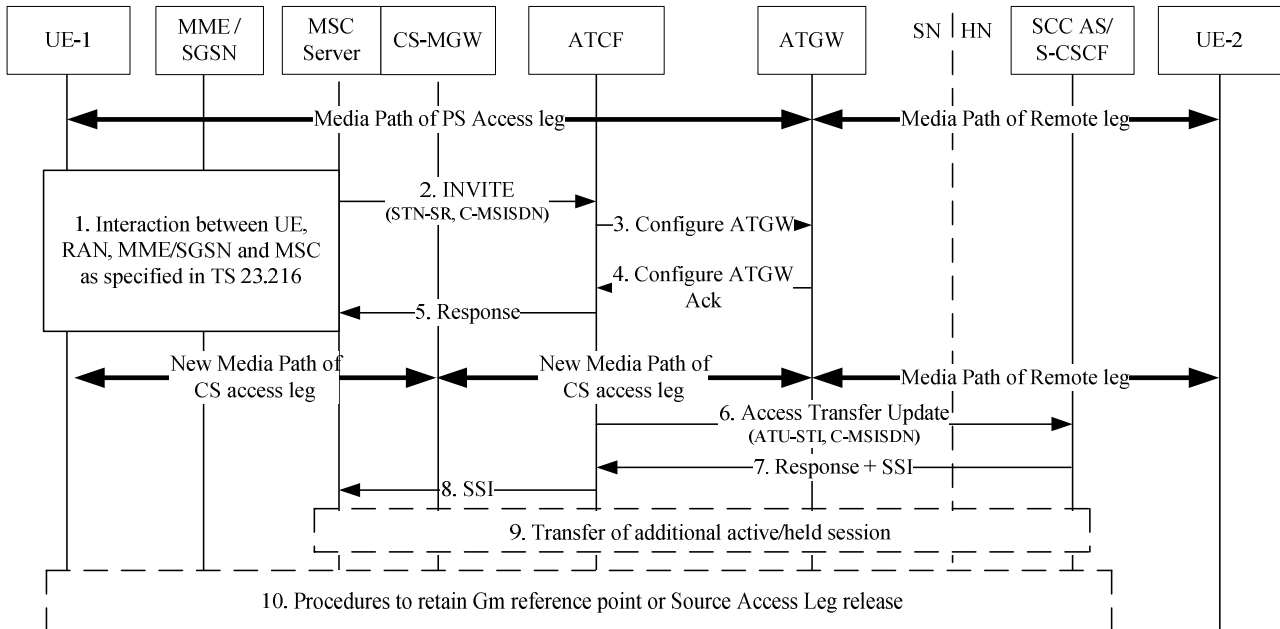 UE-1
MME /
SGSN
MSC
Server
CS-MGW
ATCF
ATGW
SN
HN
SCC AS/
S-CSCF
UE-2
Media Path of PS Access leg
Media Path of Remote leg
1. Interaction between UE,
RAN, MME/SGSN and MSC
as specified in TS 23.216
2. INVITE
(STN-SR, C-MSISDN)
3. Configure ATGW
4. Configure ATGW
Ack
5. Response
New Media Path of
CS access leg
New Media Path of
CS access leg
Media Path of Remote leg
6. Access Transfer Update
(ATU-STI, C-MSISDN)
7. Response + SSI
8. SSI
9. Transfer of additional active/held session
10. Procedures to retain Gm reference point or Source Access Leg release